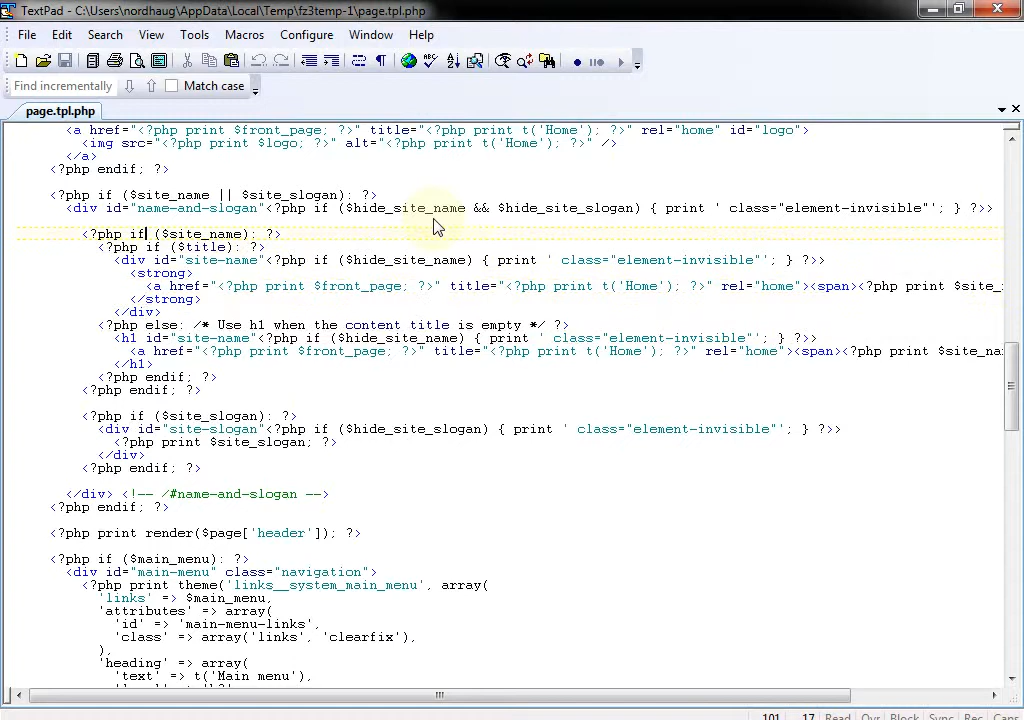 TextPad - C:\Users\nordhaug\AppData\Local\Temp\fz3temp-1\page.tpl.php
File Edit Search View Tools Macros Configure Window Help
Find incrementally Match case
page.tpl.php
<a href="<?php print $front_page; ?>" title="<?php print t('Home'); ?>" rel="home" id="logo">
<img src="<?php print $logo; ?>" alt="<?php print t('Home'); ?>" />
</a>
<?php endif; ?>
<?php if ($site_name || $site_slogan): ?>
<div id="name-and-slogan"<?php if ($hide_site_name && $hide_site_slogan) { print ' class="element-invisible"'; } ?>>
<?php if ($site_name): ?>
<?php if ($title): ?>
<div id="site-name"<?php if ($hide_site_name) { print ' class="element-invisible"'; } ?>>
<strong>
<a href="<?php print $front_page; ?>" title="<?php print t('Home'); ?>" rel="home"><span><?php print $site_
</strong>
</div>
<?php else: /* Use h1 when the content title is empty */ ?>
<h1 id="site-name"<?php if ($hide_site_name) { print ' class="element-invisible"'; } ?>>
<a href="<?php print $front_page; ?>" title="<?php print t('Home'); ?>" rel="home"><span><?php print $site_na
</h1>
<?php endif; ?>
<?php endif; ?>
<?php if ($site_slogan): ?>
<div id="site-slogan"<?php if ($hide_site_slogan) { print ' class="element-invisible"'; } ?>>
<?php print $site_slogan; ?>
</div>
<?php endif; ?>
</div> <!-- /#name-and-slogan -->
<?php endif; ?>
<?php print render($page['header']); ?>
<?php if ($main_menu): ?>
<div id="main-menu" class="navigation">
<?php print theme('links__system_main_menu', array(
'links' => $main_menu,
'attributes' => array(
'id' => 'main-menu-links',
'class' => array('links', 'clearfix'),
),
'heading' => array(
'text' => t('Main menu'),
101 17 Read Ovr Block Sync Rec Caps